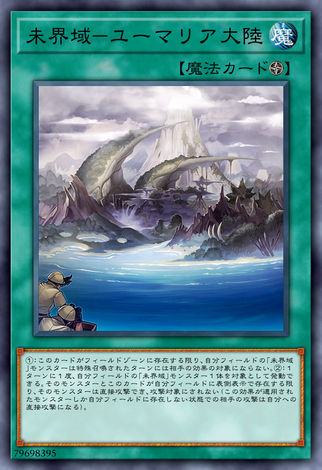 未界域-ユーマリア大陸
魔
【魔法カード】
①:このカードがフィールドゾーンに存在する限り、自分フィールドの「未界域」
モンスターは特殊召喚されたターンには相手の効果の対象にならない。②:1
ターンに1度、自分フィールドの「未界域」モンスター1体を対象として発動で
きる。そのモンスターとこのカードがフィールドに表側表示で存在する限
り、そのモンスターは直接攻撃でき、攻撃対象にされない(この効果が適用され
たモンスターしか自分フィールドに存在しない状態での相手の攻撃は自分への
直接攻撃になる)。
79698395